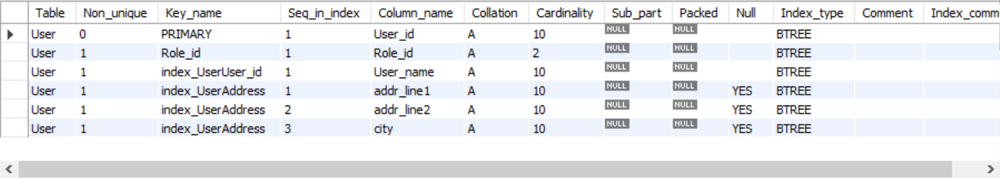 Table Non_unique Key_name Seq_in_index Column_name Collation Cardinality Sub_part Packed Null Index_type Comment Index_comm
User 0 PRIMARY 1 User_id A 10 NULL NULL BTREE
User 1 Role_id 1 Role_id A 2 NULL NULL BTREE
User 1 index_UserUser_id 1 User_name A 10 NULL NULL BTREE
User 1 index_UserAddress 1 addr_line1 A 10 NULL NULL YES BTREE
User 1 index_UserAddress 2 addr_line2 A 10 NULL NULL YES BTREE
User 1 index_UserAddress 3 city A 10 NULL NULL YES BTREE